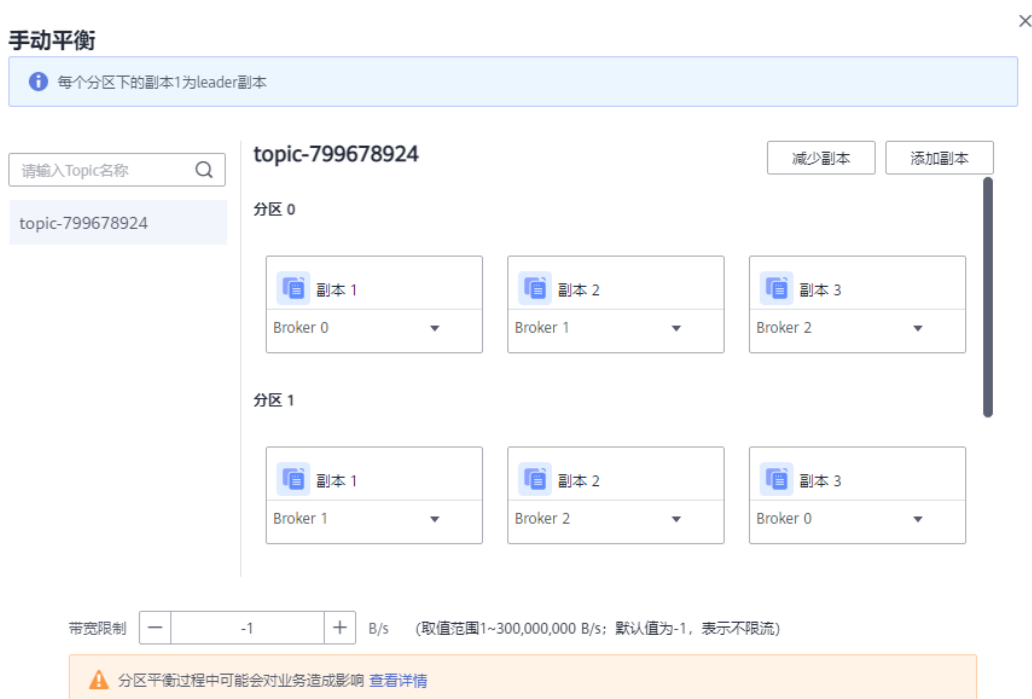 手动平衡
每个分区下的副本1为leader副本
请输入Topic名称
topic-799678924
topic-799678924
减少副本
添加副本
分区 0
副本 1
副本 2
副本 3
Broker 0
Broker 1
Broker 2
分区 1
副本 1
副本 2
副本 3
Broker 1
Broker 2
Broker 0
带宽限制 -1 B/s (取值范围1~300,000,000 B/s；默认值为-1，表示不限流)
分区平衡过程中可能会对业务造成影响 查看详情